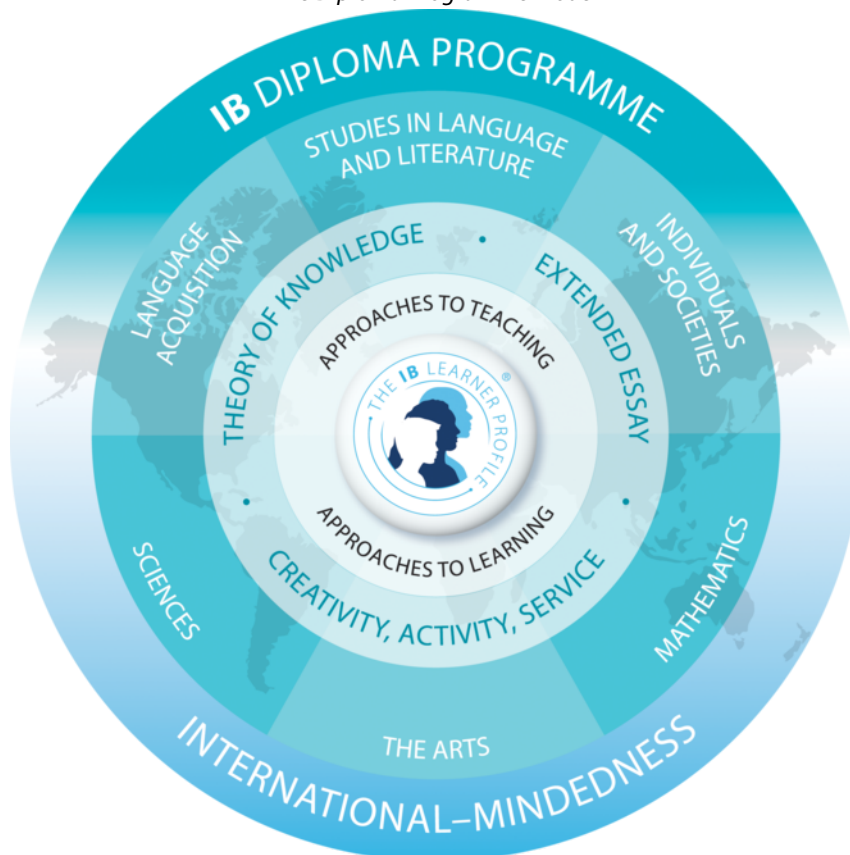 IB DIPLOMA PROGRAMME
STUDIES IN LANGUAGE
AND LITERATURE
LANGUAGE
ACQUISITION
INDIVIDUALS
AND SOCIETIES
THEORY OF KNOWLEDGE
EXTENDED ESSAY
APPROACHES TO TEACHING
THE IB LEARNER PROFILE
®
APPROACHES TO LEARNING
CREATIVITY, ACTIVITY, SERVICE
SCIENCES
MATHEMATICS
THE ARTS
INTERNATIONAL–MINDEDNESS